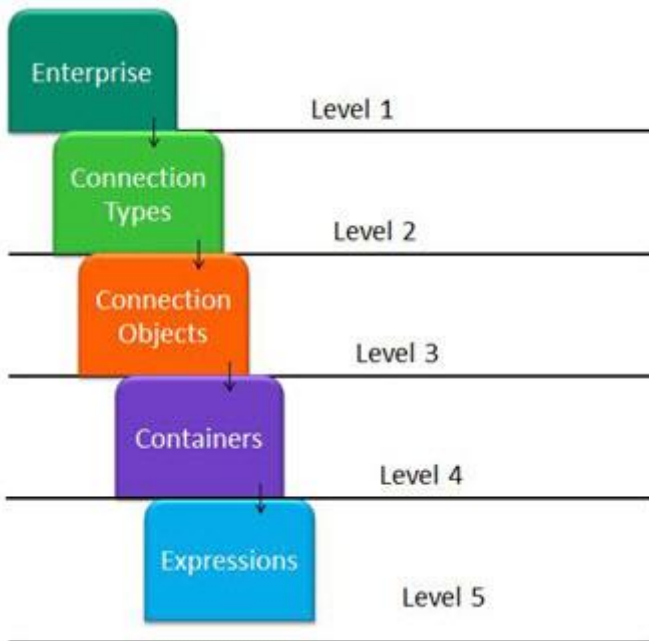 Enterprise
Level 1
Connection
Types
Level 2
Connection
Objects
Level 3
Containers
Level 4
Expressions
Level 5